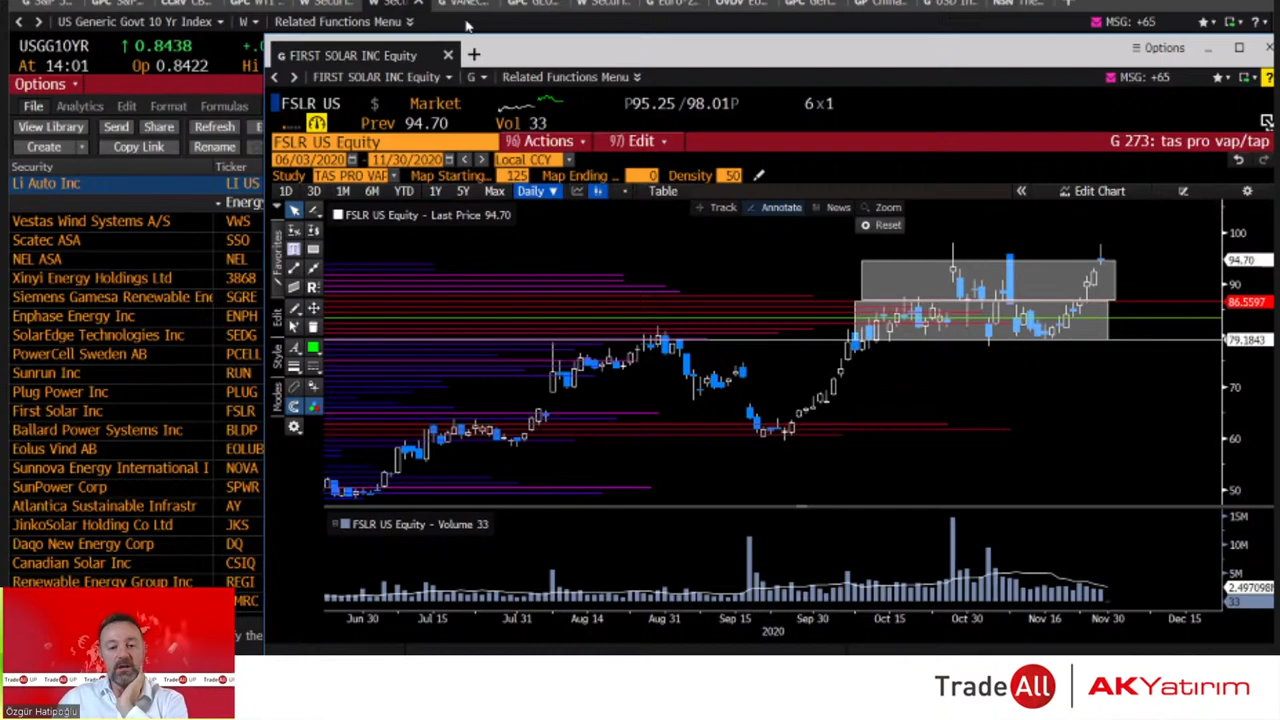 US Generic Govt 10 Yr Index W Related Functions Menu MSG: +65
USGG10YR 0.8438
At 14:01 Op 0.8422 Hi
Options
File Analytics Edit Format Formulas
View Library Send Share Refresh
Create Copy Link Rename
Security Ticker
Li Auto Inc LI US
Energy
Vestas Wind Systems A/S VWS
Scatec ASA SSO
NEL ASA NEL
Xinyi Energy Holdings Ltd 3868
Siemens Gamesa Renewable Ene SGRE
Enphase Energy Inc ENPH
SolarEdge Technologies Inc SEDG
PowerCell Sweden AB PCELL
Sunrun Inc RUN
Plug Power Inc PLUG
First Solar Inc FSLR
Ballard Power Systems Inc BLDP
Eolus Vind AB EOLUB
Sunnova Energy International I NOVA
SunPower Corp SPWR
Atlantica Sustainable Infrastr AY
JinkoSolar Holding Co Ltd JKS
Daqo New Energy Corp DQ
Canadian Solar Inc CSIQ
Renewable Energy Group Inc REGI
G FIRST SOLAR INC Equity × + Options
FIRST SOLAR INC Equity G Related Functions Menu MSG: +65
FSLR US $ Market P95.25/98.01P 6x1
Prev 94.70 Vol 33
FSLR US Equity 96) Actions 97) Edit G 273: tas pro vap/tap
06/03/2020 - 11/30/2020 Local CCY
Study TAS PRO VAP Map Starting... 125 Map Ending ... 0 Density 50
1D 3D 1M 6M YTD 1Y 5Y Max Daily Table Edit Chart
Track Annotate News Zoom
Reset
FSLR US Equity - Last Price 94.70
Favorites
Edit
Style
Modes
100
94.70
90
86.5597
79.1843
70
60
50
FSLR US Equity - Volume 33
15M
10M
5M
2.497098M
33
Jun 30 Jul 15 Jul 31 Aug 14 Aug 31 Sep 15 Sep 30 Oct 15 Oct 30 Nov 16 Nov 30 Dec 15
2020
TradeAll UP
Özgür Hatipoğlu
TradeAll | AKYatırım